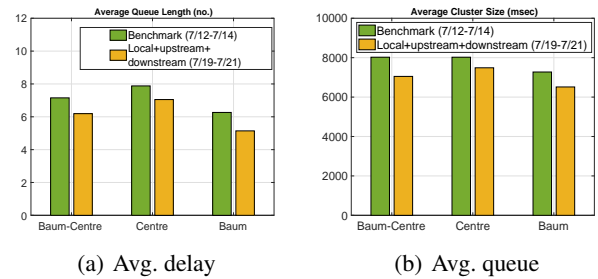 Average Queue Length (no.)
12
10
8
6
4
2
0
Benchmark (7/12-7/14)
Local+upstream+
downstream (7/19-7/21)
Baum-Centre Centre Baum
(a) Avg. delay
Average Cluster Size (msec)
10000
8000
6000
4000
2000
0
Benchmark (7/12-7/14)
Local+upstream+downstream (7/19-7/21)
Baum-Centre Centre Baum
(b) Avg. queue